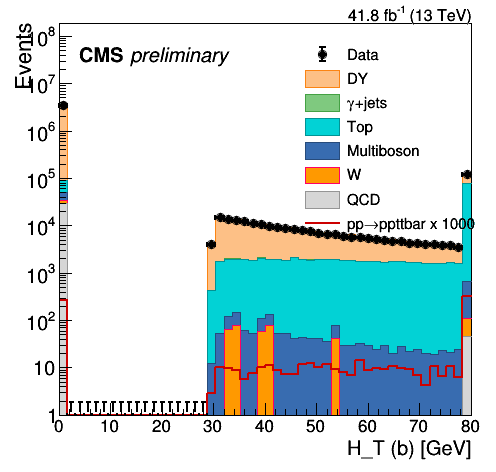 41.8 fb⁻¹ (13 TeV)
Events
CMS preliminary
Data
DY
γ+jets
Top
Multiboson
W
QCD
pp→ppttbar x 1000
10⁸
10⁷
10⁶
10⁵
10⁴
10³
10²
10
1
0 10 20 30 40 50 60 70 80
H_T (b) [GeV]